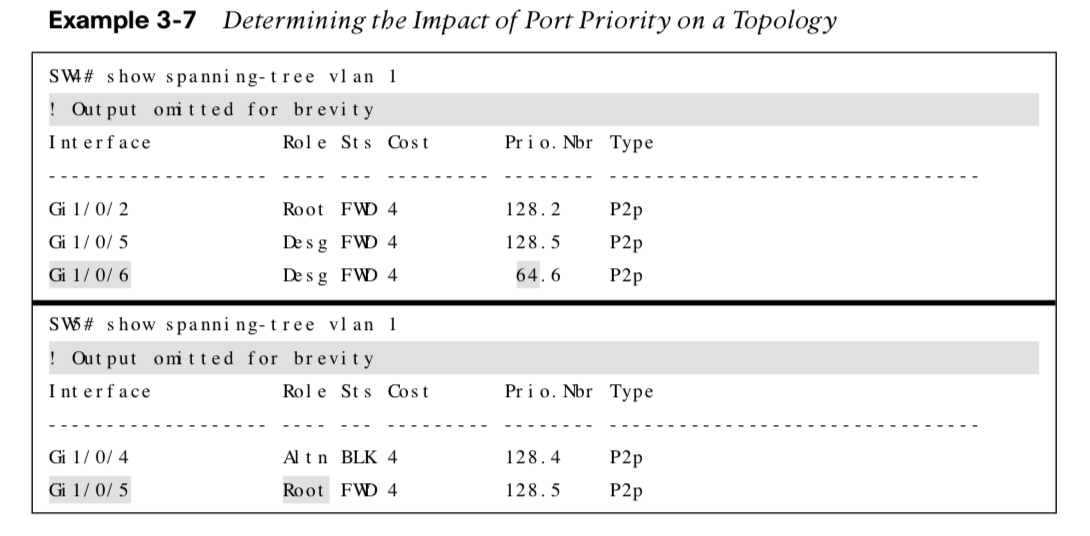 Example 3-7 Determining the Impact of Port Priority on a Topology
SW4# show spanning-tree vlan 1
! Output omitted for brevity
Interface Role Sts Cost Prio.Nbr Type
------------------- ---- --- --------- -------- --------------------------------
Gi1/0/2 Root FWD 4 128.2 P2p
Gi1/0/5 Desg FWD 4 128.5 P2p
Gi1/0/6 Desg FWD 4 64.6 P2p
SW5# show spanning-tree vlan 1
! Output omitted for brevity
Interface Role Sts Cost Prio.Nbr Type
------------------- ---- --- --------- -------- --------------------------------
Gi1/0/4 Altn BLK 4 128.4 P2p
Gi1/0/5 Root FWD 4 128.5 P2p